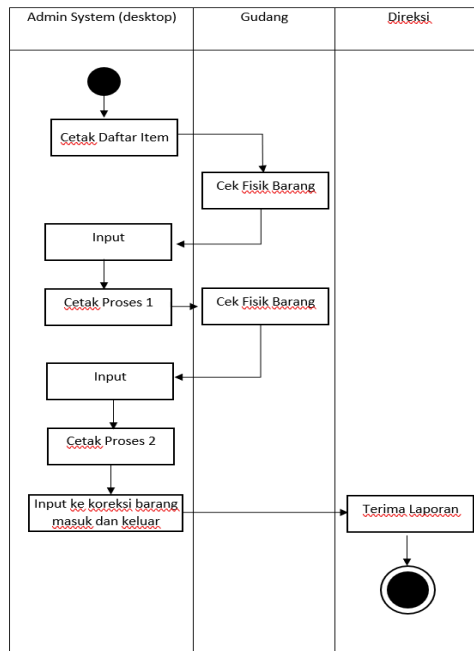 Admin System (desktop)
Gudang
Direksi
Cetak Daftar Item
Cek Fisik Barang
Input
Cetak Proses 1
Cek Fisik Barang
Input
Cetak Proses 2
Input ke koreksi barang
masuk dan keluar
Terima Laporan